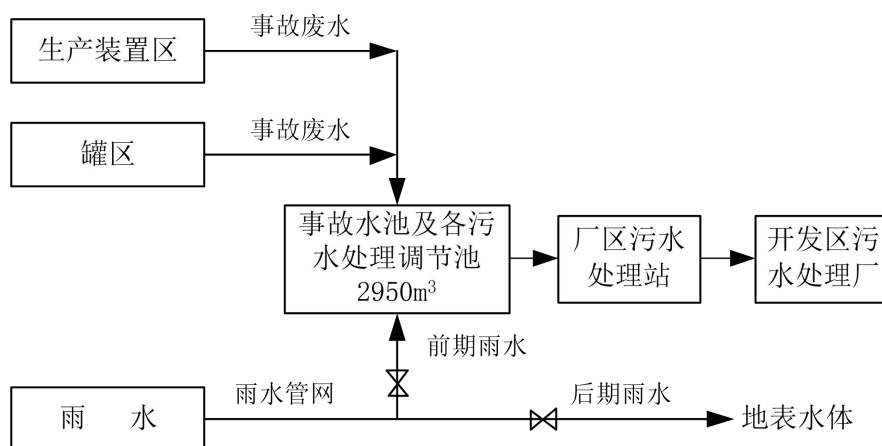 事故废水
生产装置区
事故废水
罐区
事故水池及各污
水处理调节池
2950m³
厂区污水
处理站
开发区污
水处理厂
前期雨水
雨水管网
后期雨水
雨 水
地表水体